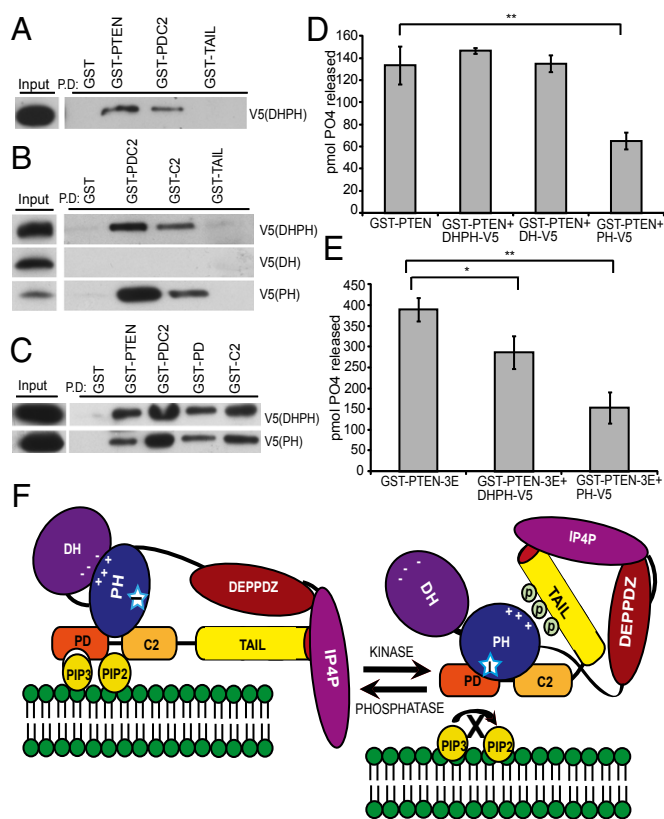 A
Input
P.D:
GST
GST-PTEN
GST-PDC2
GST-TAIL
V5(DHPH)
B
Input
P.D:
GST
GST-PDC2
GST-C2
GST-TAIL
V5(DHPH)
V5(DH)
V5(PH)
C
Input
P.D:
GST
GST-PTEN
GST-PDC2
GST-PD
GST-C2
V5(DHPH)
V5(PH)
D
**
pmol PO4 released
160
140
120
100
80
60
40
20
0
GST-PTEN
GST-PTEN+
DHPH-V5
GST-PTEN+
DH-V5
GST-PTEN+
PH-V5
E
**
*
pmol PO4 released
450
400
350
300
250
200
150
100
50
0
GST-PTEN-3E
GST-PTEN-3E+
DHPH-V5
GST-PTEN-3E+
PH-V5
F
DH
- - -
+ + + +
PH
DEPPDZ
PD
C2
TAIL
IP4P
PIP3
PIP2
KINASE
PHOSPHATASE
DH
- - -
PH
+ + +
PD
C2
p p p
TAIL
IP4P
DEPPDZ
PIP3
X
PIP2